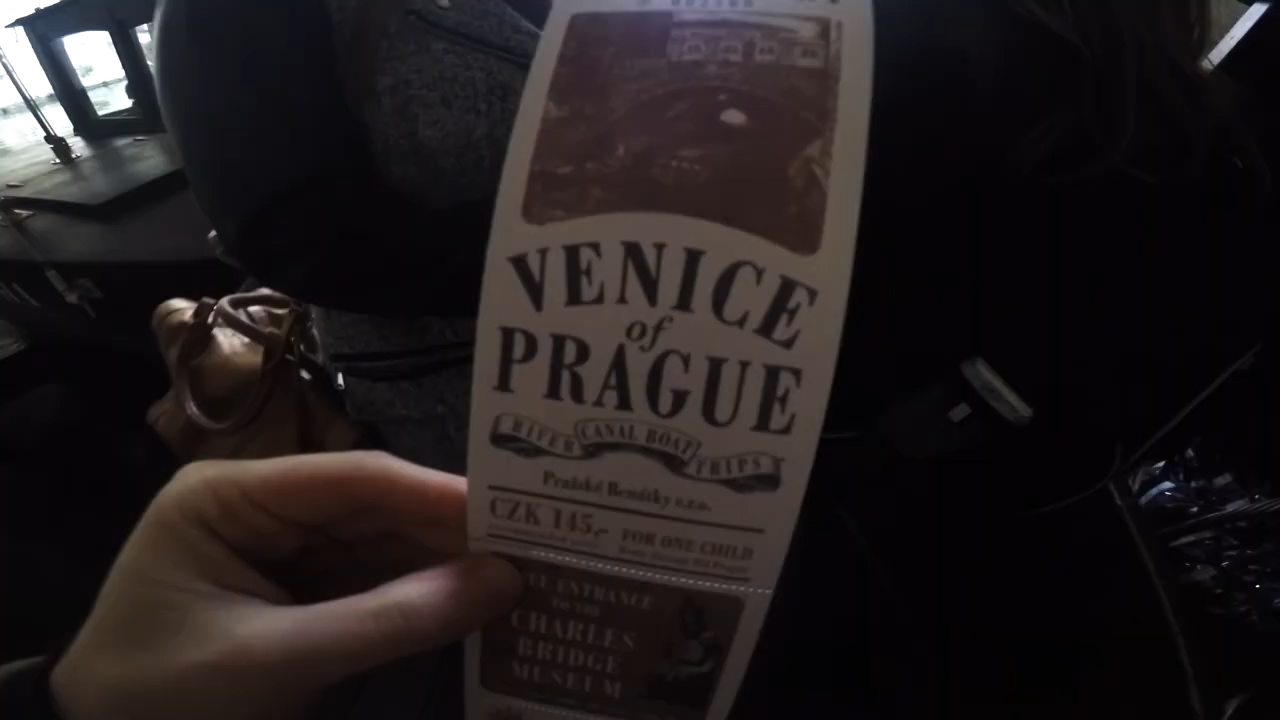 VENICE
of
PRAGUE
RIVER CANAL BOAT TRIPS
Pražské Benátky s.r.o.
CZK 145,-
FOR ONE CHILD
ENTRANCE
TO THE
CHARLES
BRIDGE
MUSEUM